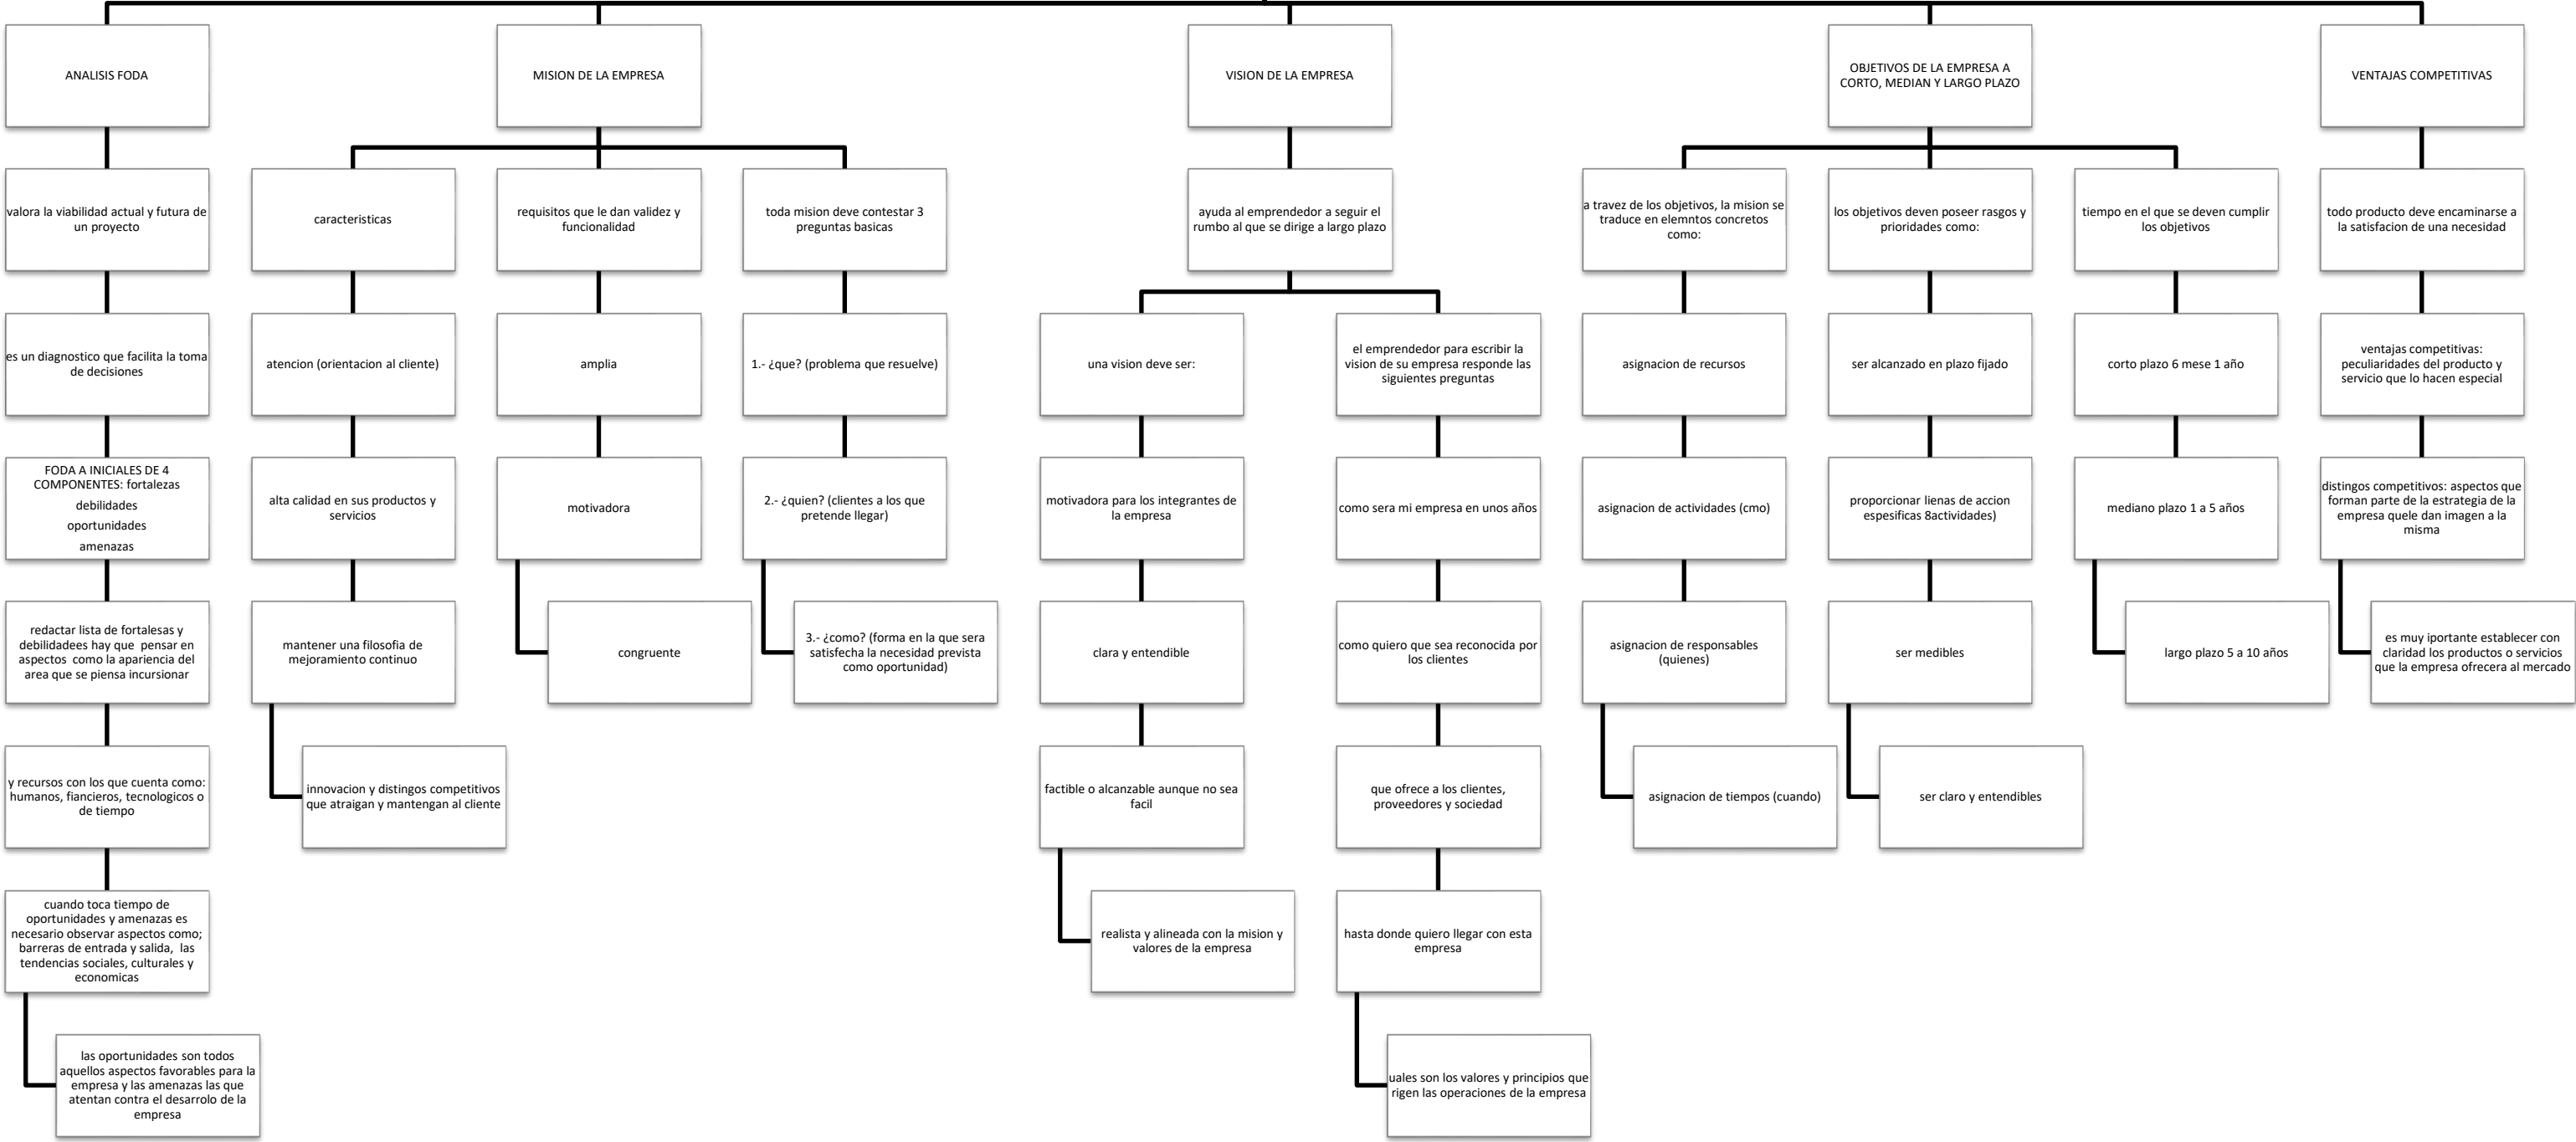 ANALISIS FODA
MISION DE LA EMPRESA
VISION DE LA EMPRESA
OBJETIVOS DE LA EMPRESA A
CORTO, MEDIAN Y LARGO PLAZO
VENTAJAS COMPETITIVAS
valora la viabilidad actual y futura de
un proyecto
caracteristicas
requisitos que le dan validez y
funcionalidad
toda mision deve contestar 3
preguntas basicas
ayuda al emprendedor a seguir el
rumbo al que se dirige a largo plazo
a travez de los objetivos, la mision se
traduce en elemntos concretos
como:
los objetivos deven poseer rasgos y
prioridades como:
tiempo en el que se deven cumplir
los objetivos
todo producto deve encaminarse a
la satisfacion de una necesidad
es un diagnostico que facilita la toma
de decisiones
atencion (orientacion al cliente)
amplia
1.- ¿que? (problema que resuelve)
una vision deve ser:
el emprendedor para escribir la
vision de su empresa responde las
siguientes preguntas
asignacion de recursos
ser alcanzado en plazo fijado
corto plazo 6 mese 1 año
ventajas competitivas:
peculiaridades del producto y
servicio que lo hacen especial
FODA A INICIALES DE 4
COMPONENTES: fortalezas
debilidades
oportunidades
amenazas
alta calidad en sus productos y
servicios
motivadora
2.- ¿quien? (clientes a los que
pretende llegar)
motivadora para los integrantes de
la empresa
como sera mi empresa en unos años
asignacion de actividades (cmo)
proporcionar lienas de accion
espesificas 8actividades)
mediano plazo 1 a 5 años
distingos competitivos: aspectos que
forman parte de la estrategia de la
empresa quele dan imagen a la
misma
redactar lista de fortalesas y
debilidadees hay que pensar en
aspectos como la apariencia del
area que se piensa incursionar
mantener una filosofia de
mejoramiento continuo
congruente
3.- ¿como? (forma en la que sera
satisfecha la necesidad prevista
como oportunidad)
clara y entendible
como quiero que sea reconocida por
los clientes
asignacion de responsables
(quienes)
ser medibles
largo plazo 5 a 10 años
es muy iportante establecer con
claridad los productos o servicios
que la empresa ofrecera al mercado
y recursos con los que cuenta como:
humanos, fiancieros, tecnologicos o
de tiempo
innovacion y distingos competitivos
que atraigan y mantengan al cliente
factible o alcanzable aunque no sea
facil
que ofrece a los clientes,
proveedores y sociedad
asignacion de tiempos (cuando)
ser claro y entendibles
cuando toca tiempo de
oportunidades y amenazas es
necesario observar aspectos como;
barreras de entrada y salida, las
tendencias sociales, culturales y
economicas
realista y alineada con la mision y
valores de la empresa
hasta donde quiero llegar con esta
empresa
las oportunidades son todos
aquellos aspectos favorables para la
empresa y las amenazas las que
atentan contra el desarrolo de la
empresa
uales son los valores y principios que
rigen las operaciones de la empresa